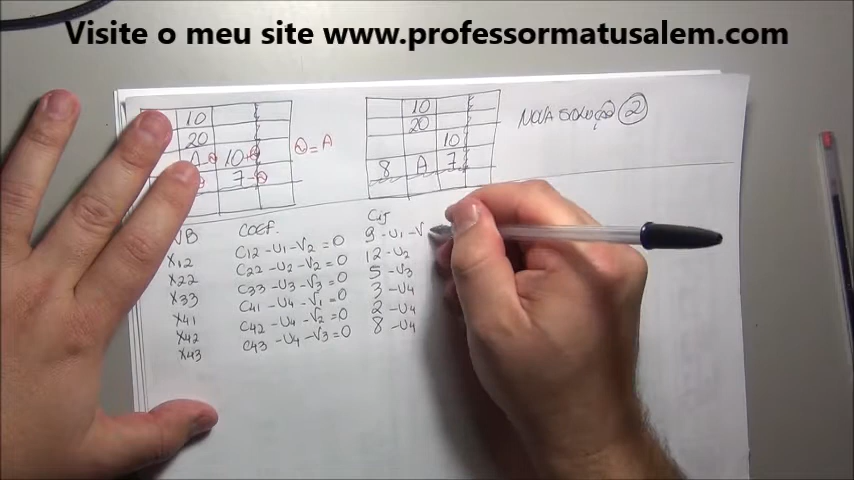 Visite o meu site www.professormatusalem.com
10
20
A-θ 10+θ
7-θ
θ = A
10
20
10
8 A 7
NOVA SOLUÇÃO 2
VB COEF. Cij
X12 C12 - U1 - V2 = 0 9 - U1 - V
X22 C22 - U2 - V2 = 0 12 - U2
X33 C33 - U3 - V3 = 0 5 - V3
X41 C41 - U4 - V1 = 0 3 - U4
X42 C42 - U4 - V2 = 0 2 - U4
X43 C43 - U4 - V3 = 0 8 - U4